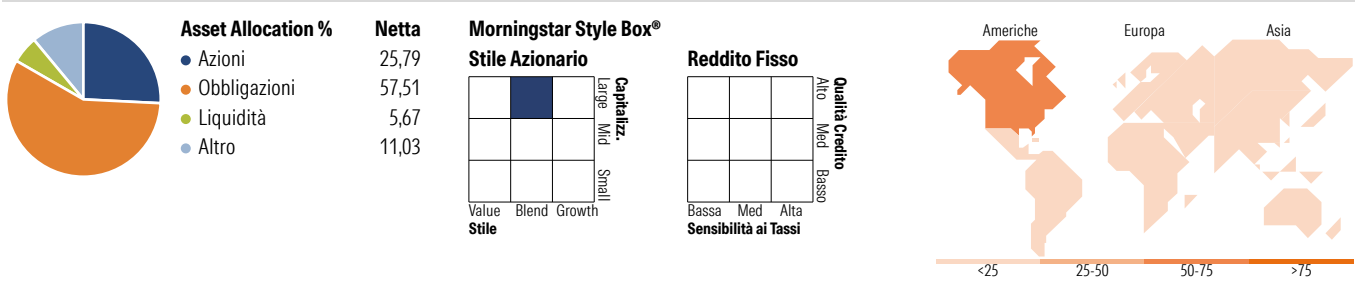 Asset Allocation % Netta
Azioni 25,79
Obbligazioni 57,51
Liquidità 5,67
Altro 11,03
Morningstar Style Box®
Stile Azionario
Large
Mid
Small
Capitalizz.
Value Blend Growth
Stile
Reddito Fisso
Alto
Med
Basso
Qualità Credito
Bassa Med Alta
Sensibilità ai Tassi
Americhe Europa Asia
<25 25-50 50-75 >75